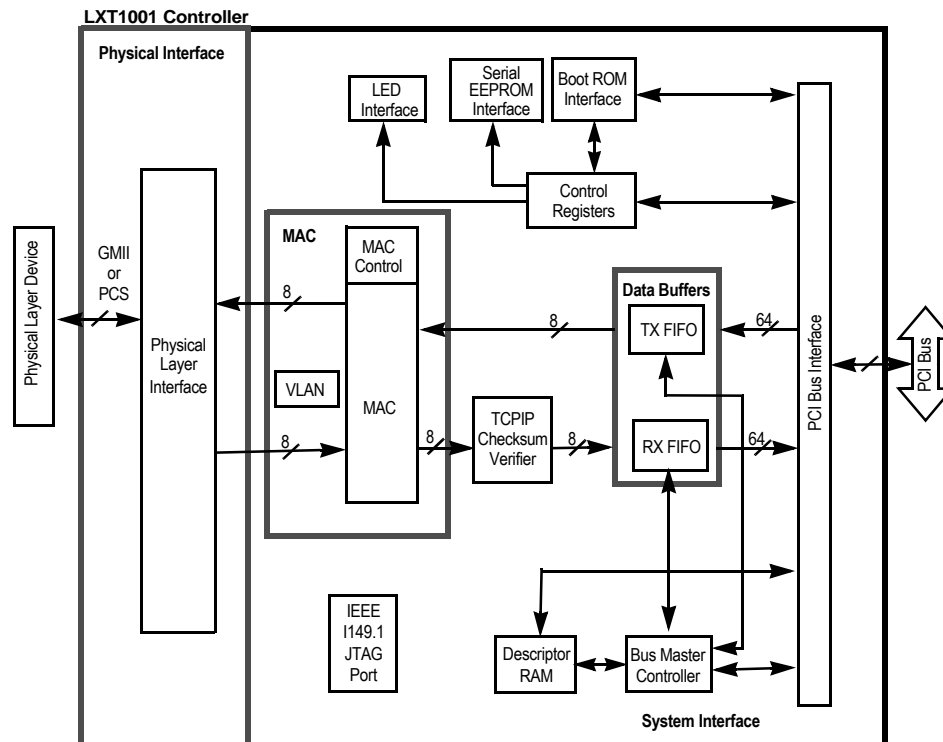 LXT1001 Controller
Physical Interface
LED
Interface
Serial
EEPROM
Interface
Boot ROM
Interface
Control
Registers
Physical Layer Device
GMII
or
PCS
Physical
Layer
Interface
MAC
MAC
Control
8
VLAN
MAC
8
8
TCPIP
Checksum
Verifier
8
8
Data Buffers
TX FIFO
RX FIFO
64
64
PCI Bus Interface
PCI Bus
IEEE
I149.1
JTAG
Port
Descriptor
RAM
Bus Master
Controller
System Interface